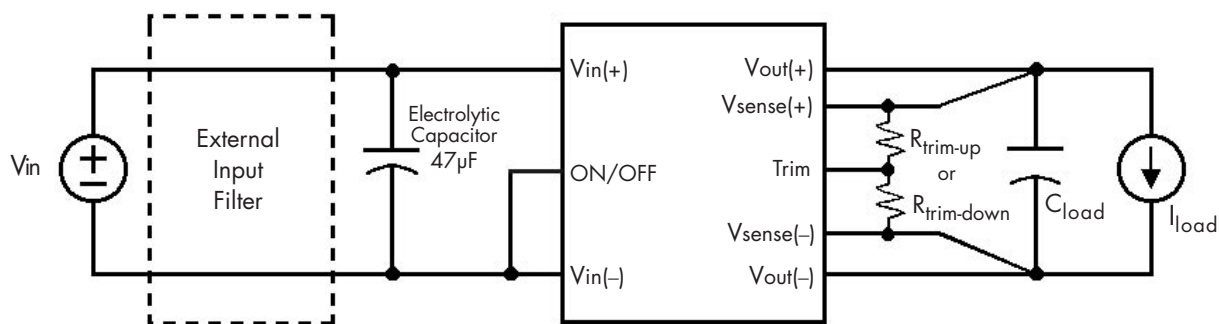 Vin
+
–
External
Input
Filter
Electrolytic
Capacitor
47µF
Vin(+)
ON/OFF
Vin(–)
Vout(+)
Vsense(+)
Trim
Vsense(–)
Vout(–)
Rtrim-up
or
Rtrim-down
Cload
Iload